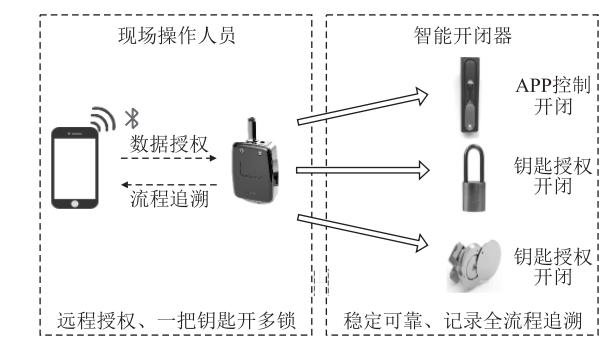 现场操作人员
智能开闭器
数据授权
流程追溯
APP控制
开闭
钥匙授权
开闭
钥匙授权
开闭
远程授权、一把钥匙开多锁
稳定可靠、记录全流程追溯